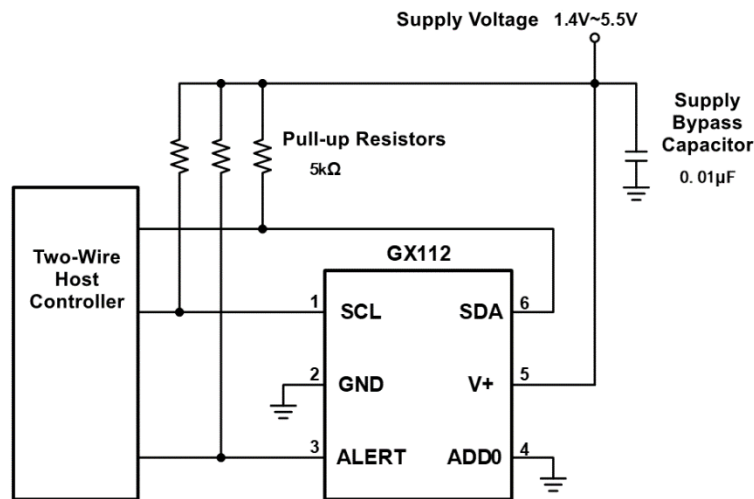 Supply Voltage 1.4V~5.5V
Supply
Bypass
Capacitor
0.01µF
Pull-up Resistors
5kΩ
Two-Wire
Host
Controller
GX112
1 SCL SDA 6
2 GND V+ 5
3 ALERT ADD0 4